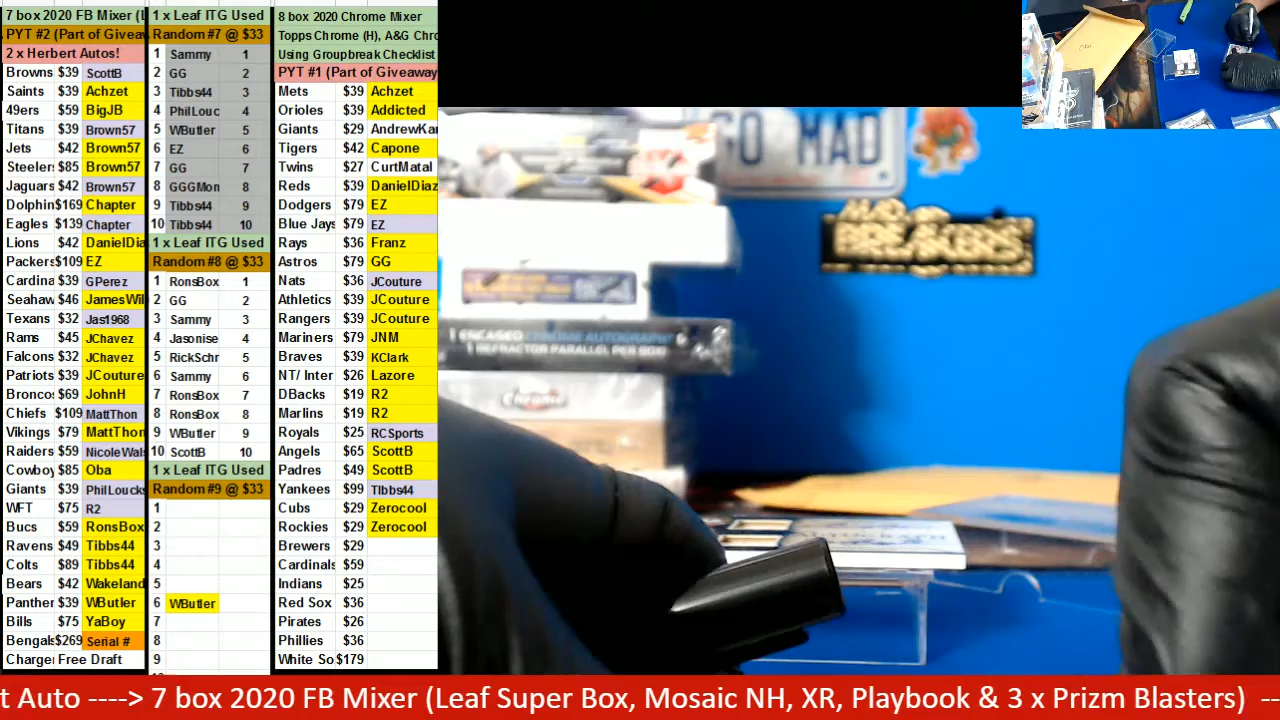 7 box 2020 FB Mixer (L
PYT #2 (Part of Giveaw
2 x Herbert Autos!
Browns $39 ScottB
Saints $39 Achzet
49ers $59 BigJB
Titans $39 Brown57
Jets $42 Brown57
Steelers $85 Brown57
Jaguars $42 Brown57
Dolphin $169 Chapter
Eagles $139 Chapter
Lions $42 DanielDia
Packers $109 EZ
Cardina $39 GPerez
Seahaw $46 JamesWil
Texans $32 Jas1968
Rams $45 JChavez
Falcons $32 JChavez
Patriots $39 JCouture
Bronco $69 JohnH
Chiefs $109 MattThon
Vikings $79 MattThon
Raiders $59 NicoleWals
Cowboy $85 Oba
Giants $39 PhilLoucks
WFT $75 R2
Bucs $59 RonsBox
Ravens $49 Tibbs44
Colts $89 Tibbs44
Bears $42 Wakeland
Panther $39 WButler
Bills $75 YaBoy
Bengals $269 Serial #
Charger Free Draft
1 x Leaf ITG Used
Random #7 @ $33
1 Sammy 1
2 GG 2
3 Tibbs44 3
4 PhilLouc 4
5 WButler 5
6 EZ 6
7 GG 7
8 GGGMon 8
9 Tibbs44 9
10 Tibbs44 10
1 x Leaf ITG Used
Random #8 @ $33
1 RonsBox 1
2 GG 2
3 Sammy 3
4 Jasonise 4
5 RickSchr 5
6 Sammy 6
7 RonsBox 7
8 RonsBox 8
9 WButler 9
10 ScottB 10
1 x Leaf ITG Used
Random #9 @ $33
1
2
3
4
5
6 WButler
7
8
9
8 box 2020 Chrome Mixer
Topps Chrome (H), A&G Chr
Using Groupbreak Checklist
PYT #1 (Part of Giveaway
Mets $39 Achzet
Orioles $39 Addicted
Giants $29 AndrewKar
Tigers $42 Capone
Twins $27 CurtMatal
Reds $39 DanielDiaz
Dodgers $79 EZ
Blue Jays $79 EZ
Rays $36 Franz
Astros $79 GG
Nats $36 JCouture
Athletics $39 JCouture
Rangers $39 JCouture
Mariners $79 JNM
Braves $39 KClark
NT/ Inter $26 Lazore
DBacks $19 R2
Marlins $19 R2
Royals $25 RCSports
Angels $65 ScottB
Padres $49 ScottB
Yankees $99 TIbbs44
Cubs $29 Zerocool
Rockies $29 Zerocool
Brewers $29
Cardinals $59
Indians $25
Red Sox $36
Pirates $26
Phillies $36
White So $179
GO MAD
MAD
BREAKERS
1 ENCASED CHROME AUTOGRAPH &
1 REFRACTOR PARALLEL PER BOX
Chrome
t Auto ----> 7 box 2020 FB Mixer (Leaf Super Box, Mosaic NH, XR, Playbook & 3 x Prizm Blasters) --